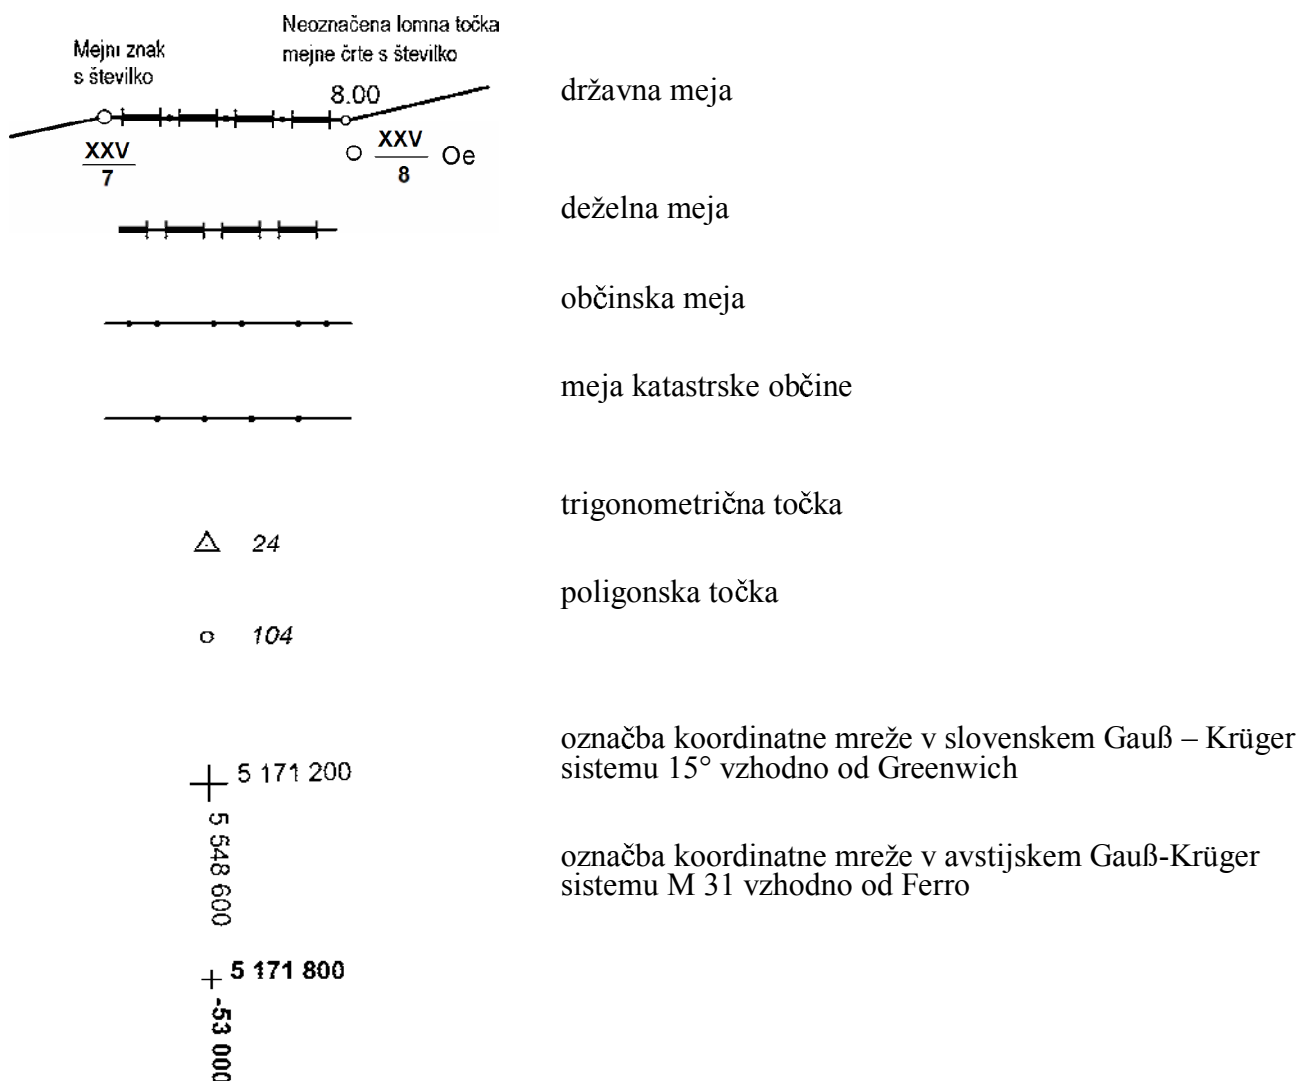 Neoznačena lomna točka
mejne črte s številko
Mejni znak
s številko
8.00
državna meja
XXV
7
XXV
8
Oe
deželna meja
občinska meja
meja katastrske občine
trigonometrična točka
24
poligonska točka
104
označba koordinatne mreže v slovenskem Gauß – Krüger
sistemu 15° vzhodno od Greenwich
5 171 200
5 548 600
označba koordinatne mreže v avstijskem Gauß-Krüger
sistemu M 31 vzhodno od Ferro
5 171 800
-53 000